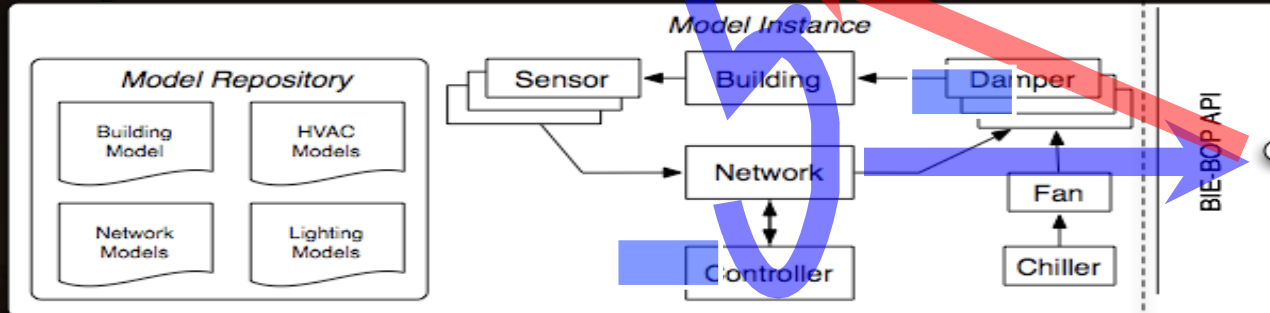 Model Instance
Model Repository
Building
Model
HVAC
Models
Network
Models
Lighting
Models
Sensor
Building
Damper
Network
Fan
Controller
Chiller
BIE-BOP API